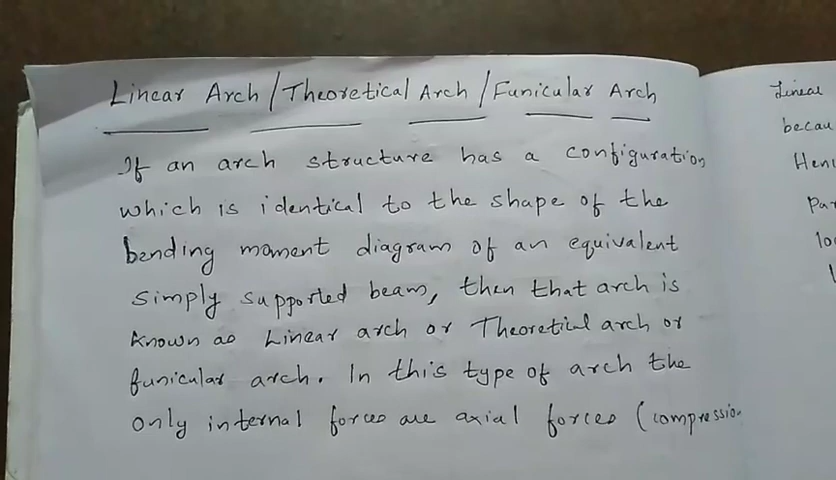 Linear Arch/Theoretical Arch/Funicular Arch
If an arch structure has a configuration
which is identical to the shape of the
bending moment diagram of an equivalent
simply supported beam, then that arch is
known as Linear arch or Theoretical arch or
funicular arch. In this type of arch the
only internal forces are axial forces (compression
Linear
becau
Hen
Par